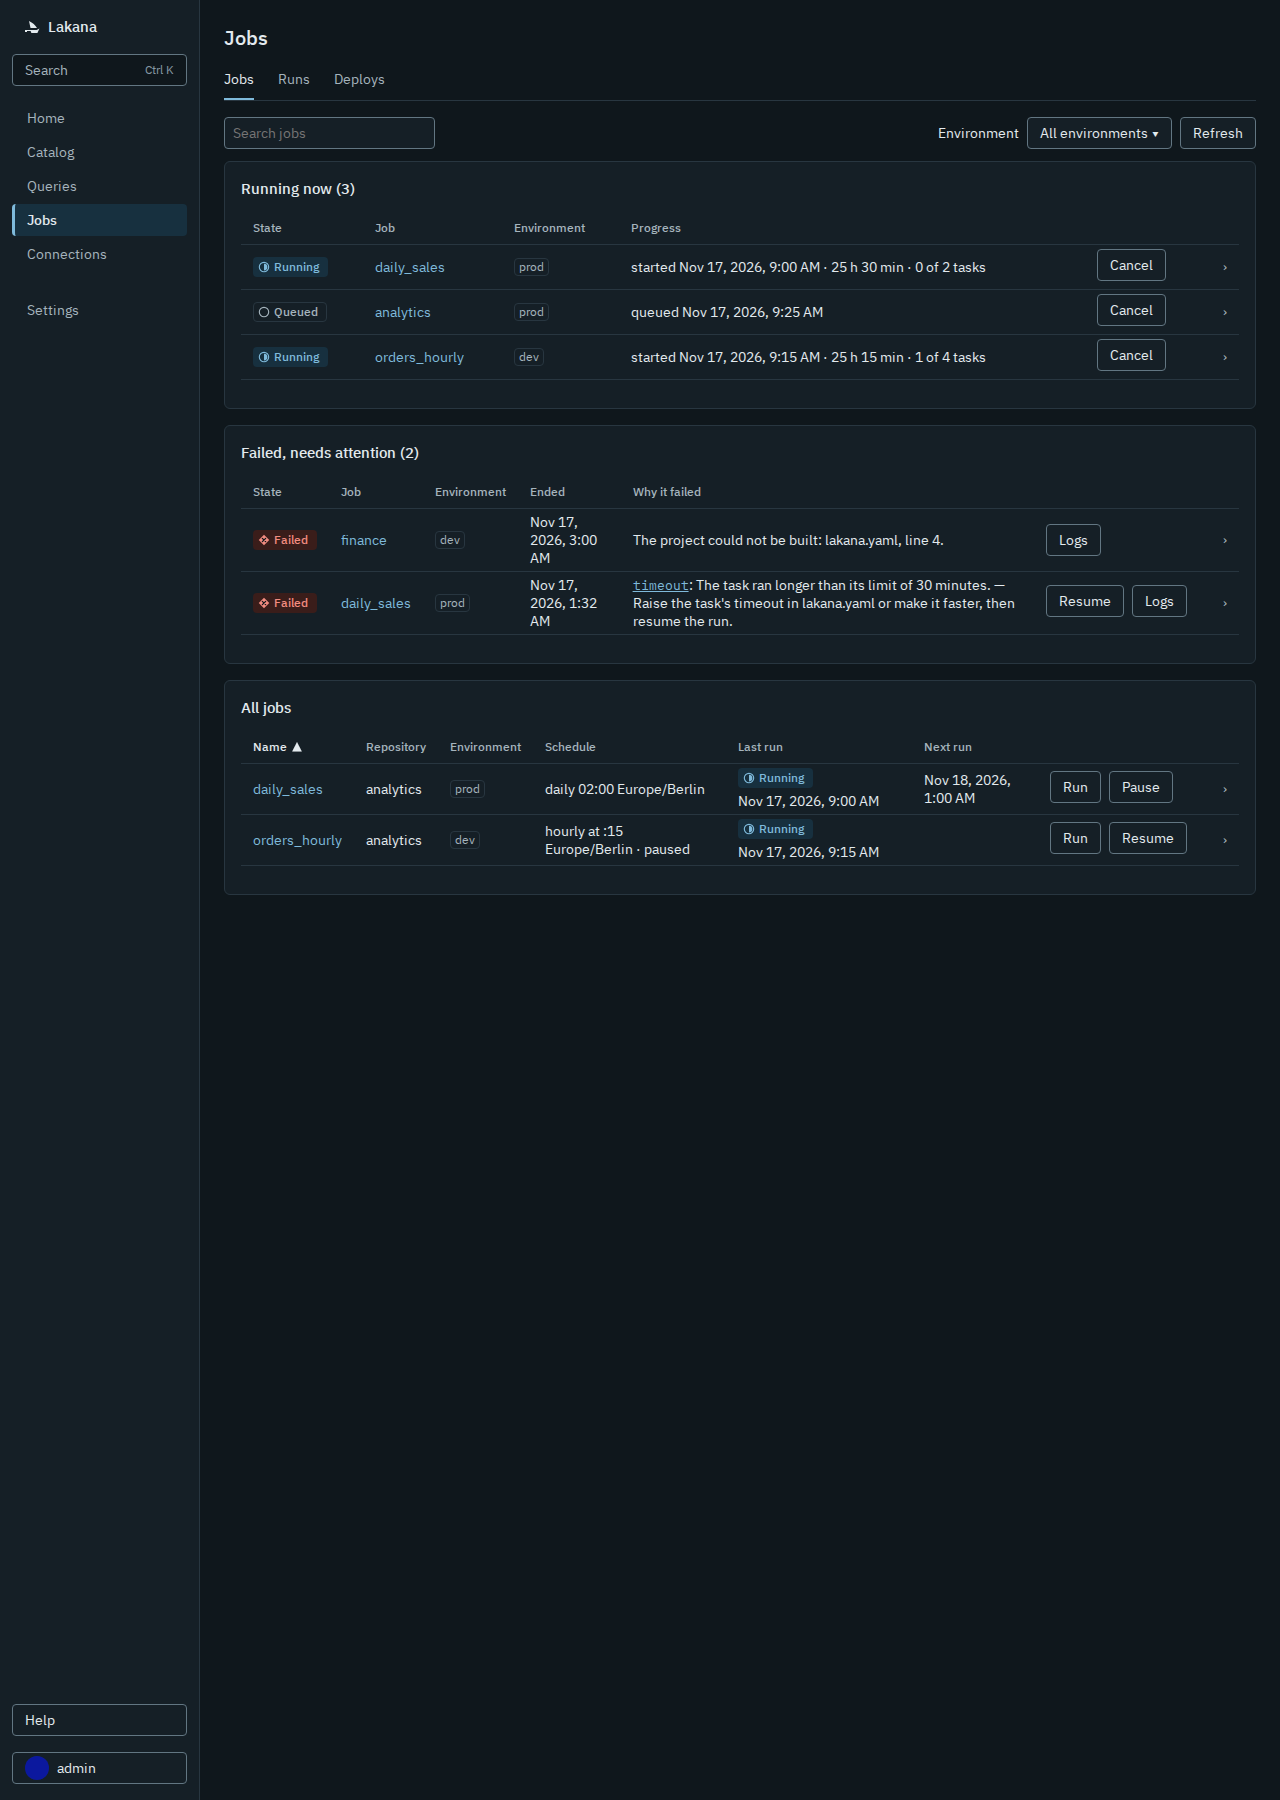 Lakana
Search Ctrl K
Home
Catalog
Queries
Jobs
Connections
Settings
Help
admin
Jobs
Jobs Runs Deploys
Search jobs Environment All environments ▾ Refresh
Running now (3)
State Job Environment Progress
Running daily_sales prod started Nov 17, 2026, 9:00 AM · 25 h 30 min · 0 of 2 tasks Cancel ›
Queued analytics prod queued Nov 17, 2026, 9:25 AM Cancel ›
Running orders_hourly dev started Nov 17, 2026, 9:15 AM · 25 h 15 min · 1 of 4 tasks Cancel ›
Failed, needs attention (2)
State Job Environment Ended Why it failed
Failed finance dev Nov 17, 2026, 3:00 AM The project could not be built: lakana.yaml, line 4. Logs ›
Failed daily_sales prod Nov 17, 2026, 1:32 AM timeout: The task ran longer than its limit of 30 minutes. — Raise the task's timeout in lakana.yaml or make it faster, then resume the run. Resume Logs ›
All jobs
Name ▲ Repository Environment Schedule Last run Next run
daily_sales analytics prod daily 02:00 Europe/Berlin Running Nov 17, 2026, 9:00 AM Nov 18, 2026, 1:00 AM Run Pause ›
orders_hourly analytics dev hourly at :15 Europe/Berlin · paused Running Nov 17, 2026, 9:15 AM Run Resume ›